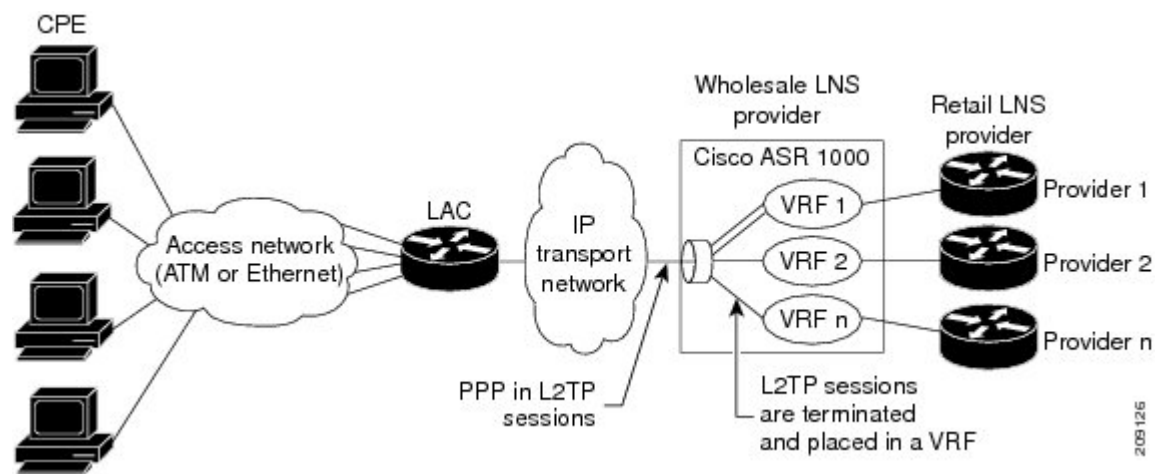 CPE
Access network
(ATM or Ethernet)
LAC
IP
transport
network
PPP in L2TP
sessions
Wholesale LNS
provider
Cisco ASR 1000
VRF 1
VRF 2
VRF n
L2TP sessions
are terminated
and placed in a VRF
Retail LNS
provider
Provider 1
Provider 2
Provider n
209126